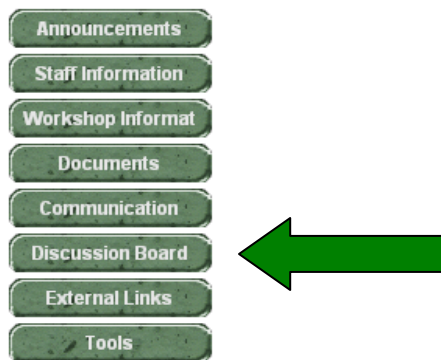 Announcements
Staff Information
Workshop Informat
Documents
Communication
Discussion Board
External Links
Tools